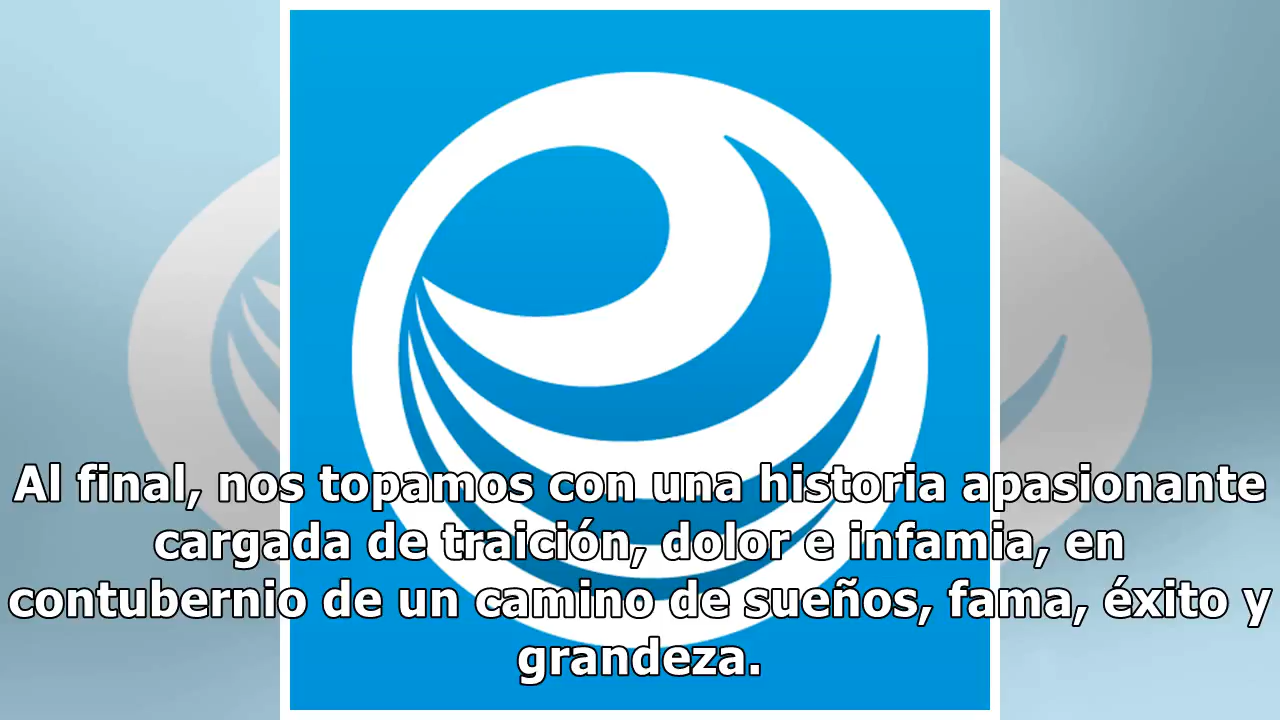 Al final, nos topamos con una historia apasionante
cargada de traición, dolor e infamia, en
contubernio de un camino de sueños, fama, éxito y
grandeza.